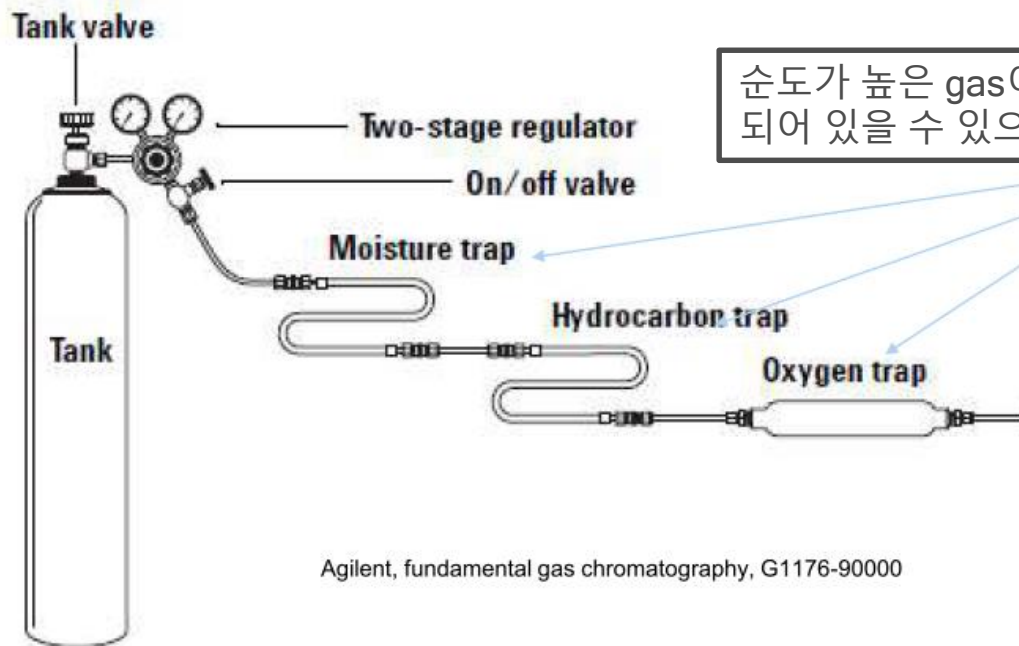 Tank valve
순도가 높은 gas
되어 있을 수 있으
Two-stage regulator
On/off valve
Moisture trap
Hydrocarbon trap
Tank
Oxygen trap
Agilent, fundamental gas chromatography, G1176-90000